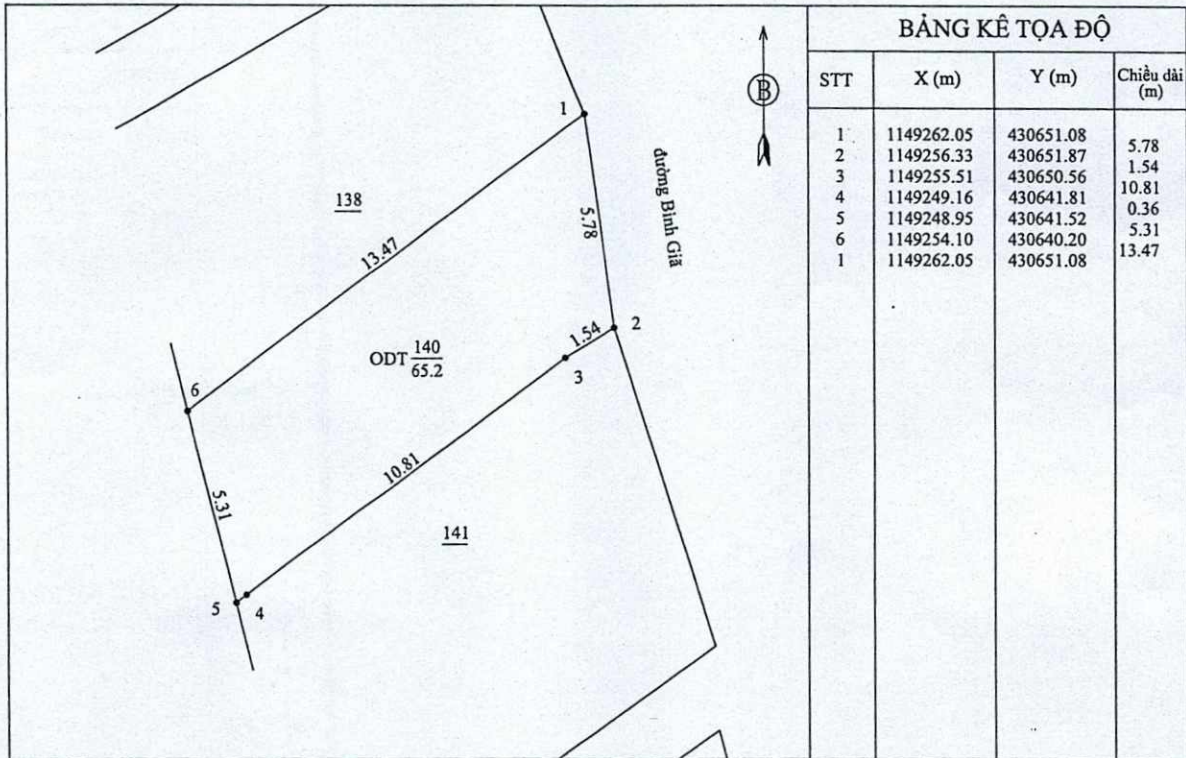 1
B
đường Bình Giã
138
5.78
13.47
1.54
2
ODT 140
65.2
3
6
10.81
5.31
141
5
4
BẢNG KÊ TỌA ĐỘ
STT X (m) Y (m) Chiều dài
(m)
1 1149262.05 430651.08
5.78
2 1149256.33 430651.87
1.54
3 1149255.51 430650.56
10.81
4 1149249.16 430641.81
0.36
5 1149248.95 430641.52
5.31
6 1149254.10 430640.20
13.47
1 1149262.05 430651.08